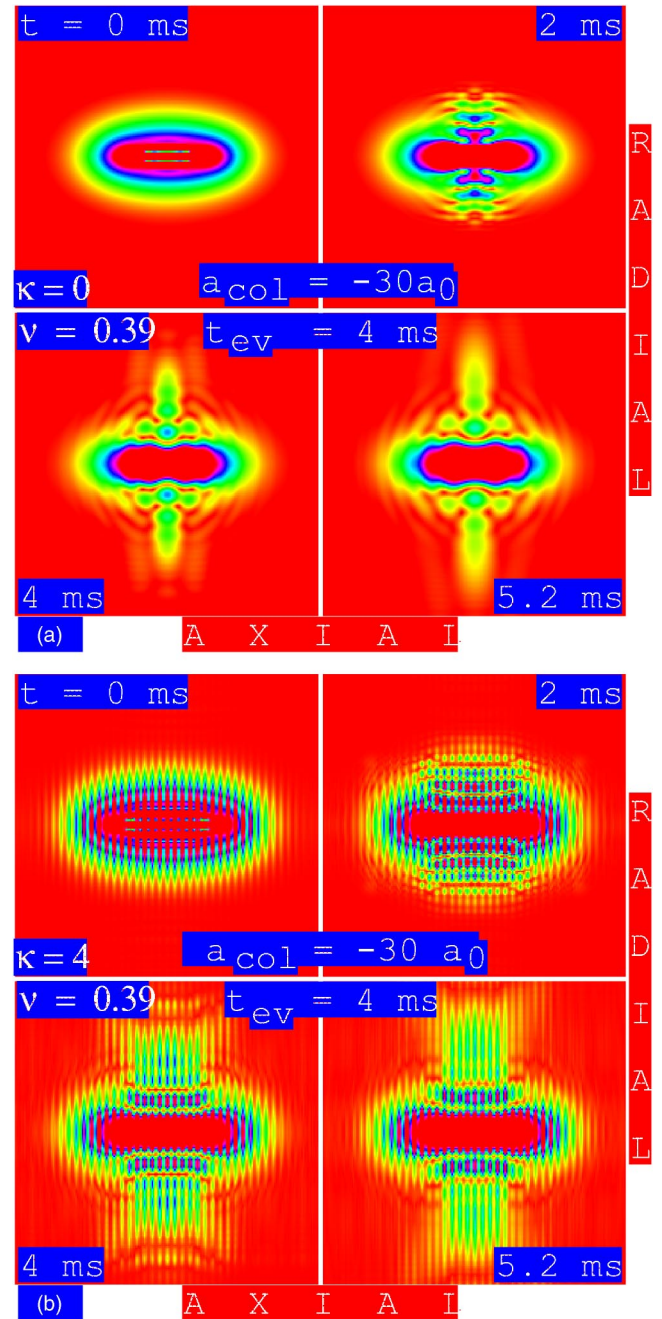 t = 0 ms
2 ms
κ = 0
a_col = -30a_0
ν = 0.39
t_ev = 4 ms
4 ms
5.2 ms
R A D I A L
(a)
A X I A L
t = 0 ms
2 ms
κ = 4
a_col = -30 a_0
ν = 0.39
t_ev = 4 ms
4 ms
5.2 ms
R A D I A L
(b)
A X I A L